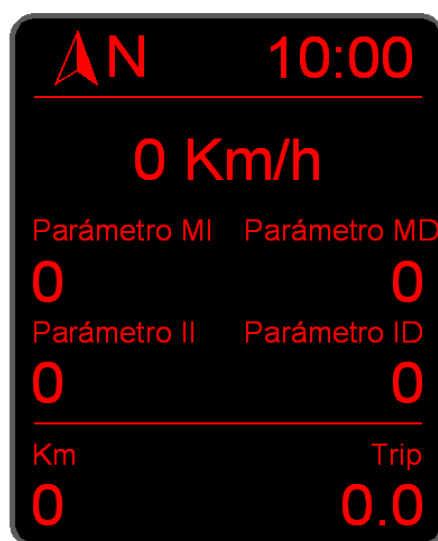 N 10:00
0 Km/h
Parámetro MI Parámetro MD
0 0
Parámetro II Parámetro ID
0 0
Km Trip
0 0.0